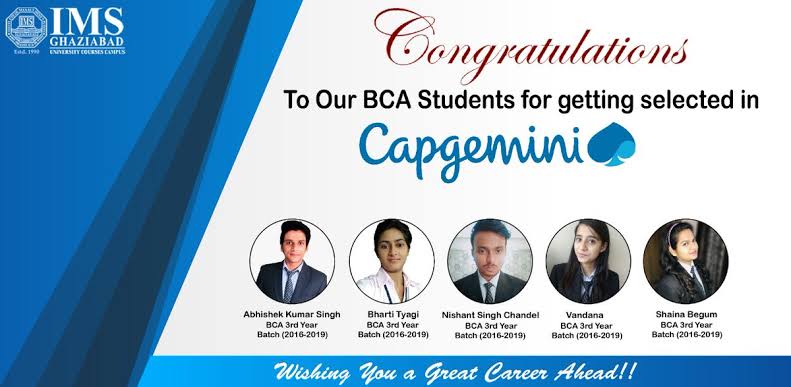 IMS
GHAZIABAD
Estd. 1990
UNIVERSITY COURSES CAMPUS
Congratulations
To Our BCA Students for getting selected in
Capgemini
Abhishek Kumar Singh
BCA 3rd Year
Batch (2016-2019)
Bharti Tyagi
BCA 3rd Year
Batch (2016-2019)
Nishant Singh Chandel
BCA 3rd Year
Batch (2016-2019)
Vandana
BCA 3rd Year
Batch (2016-2019)
Shaina Begum
BCA 3rd Year
Batch (2016-2019)
Wishing You a Great Career Ahead!!